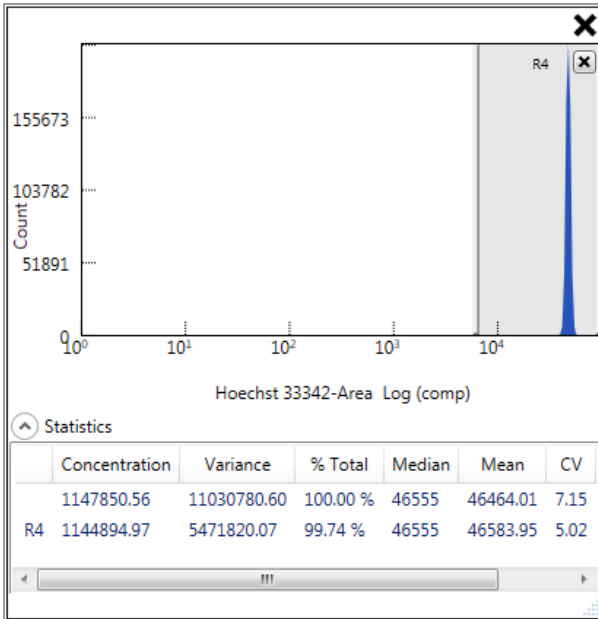 R4
155673
103782
51891
0
Count
10⁰ 10¹ 10² 10³ 10⁴
Hoechst 33342-Area Log (comp)
Statistics
Concentration Variance % Total Median Mean CV
1147850.56 11030780.60 100.00 % 46555 46464.01 7.15
R4 1144894.97 5471820.07 99.74 % 46555 46583.95 5.02